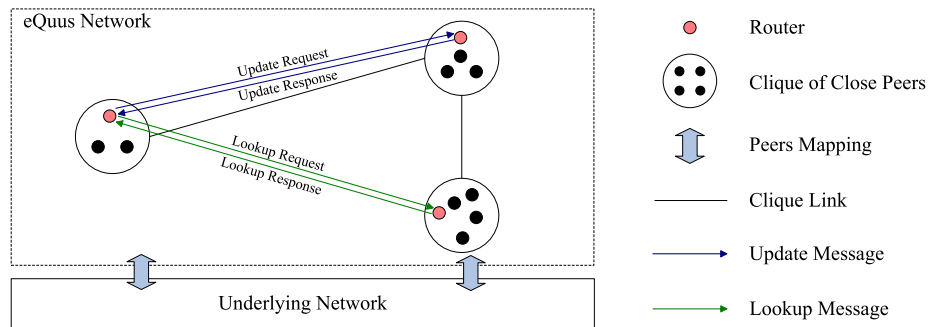 eQuus Network
Update Request
Update Response
Lookup Request
Lookup Response
Underlying Network
Router
Clique of Close Peers
Peers Mapping
Clique Link
Update Message
Lookup Message